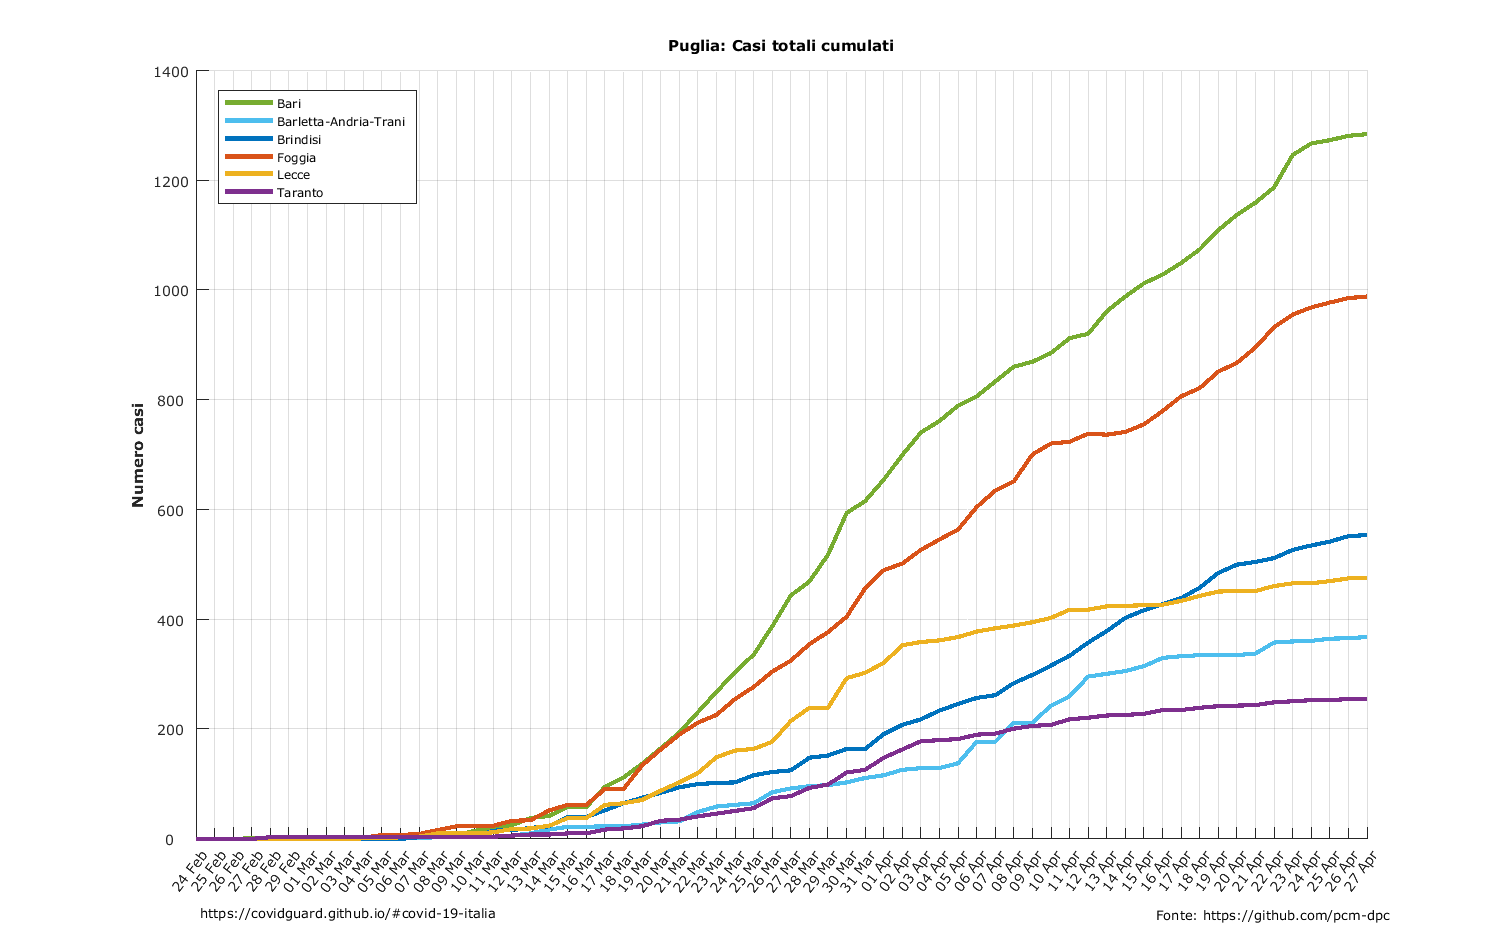 Puglia: Casi totali cumulati
1400
1200
1000
800
600
400
200
0
Numero casi
Bari
Barletta-Andria-Trani
Brindisi
Foggia
Lecce
Taranto
24 Feb
25 Feb
26 Feb
27 Feb
28 Feb
29 Feb
01 Mar
02 Mar
03 Mar
04 Mar
05 Mar
06 Mar
07 Mar
08 Mar
09 Mar
10 Mar
11 Mar
12 Mar
13 Mar
14 Mar
15 Mar
16 Mar
17 Mar
18 Mar
19 Mar
20 Mar
21 Mar
22 Mar
23 Mar
24 Mar
25 Mar
26 Mar
27 Mar
28 Mar
29 Mar
30 Mar
31 Mar
01 Apr
02 Apr
03 Apr
04 Apr
05 Apr
06 Apr
07 Apr
08 Apr
09 Apr
10 Apr
11 Apr
12 Apr
13 Apr
14 Apr
15 Apr
16 Apr
17 Apr
18 Apr
19 Apr
20 Apr
21 Apr
22 Apr
23 Apr
24 Apr
25 Apr
26 Apr
27 Apr
https://covidguard.github.io/#covid-19-italia
Fonte: https://github.com/pcm-dpc